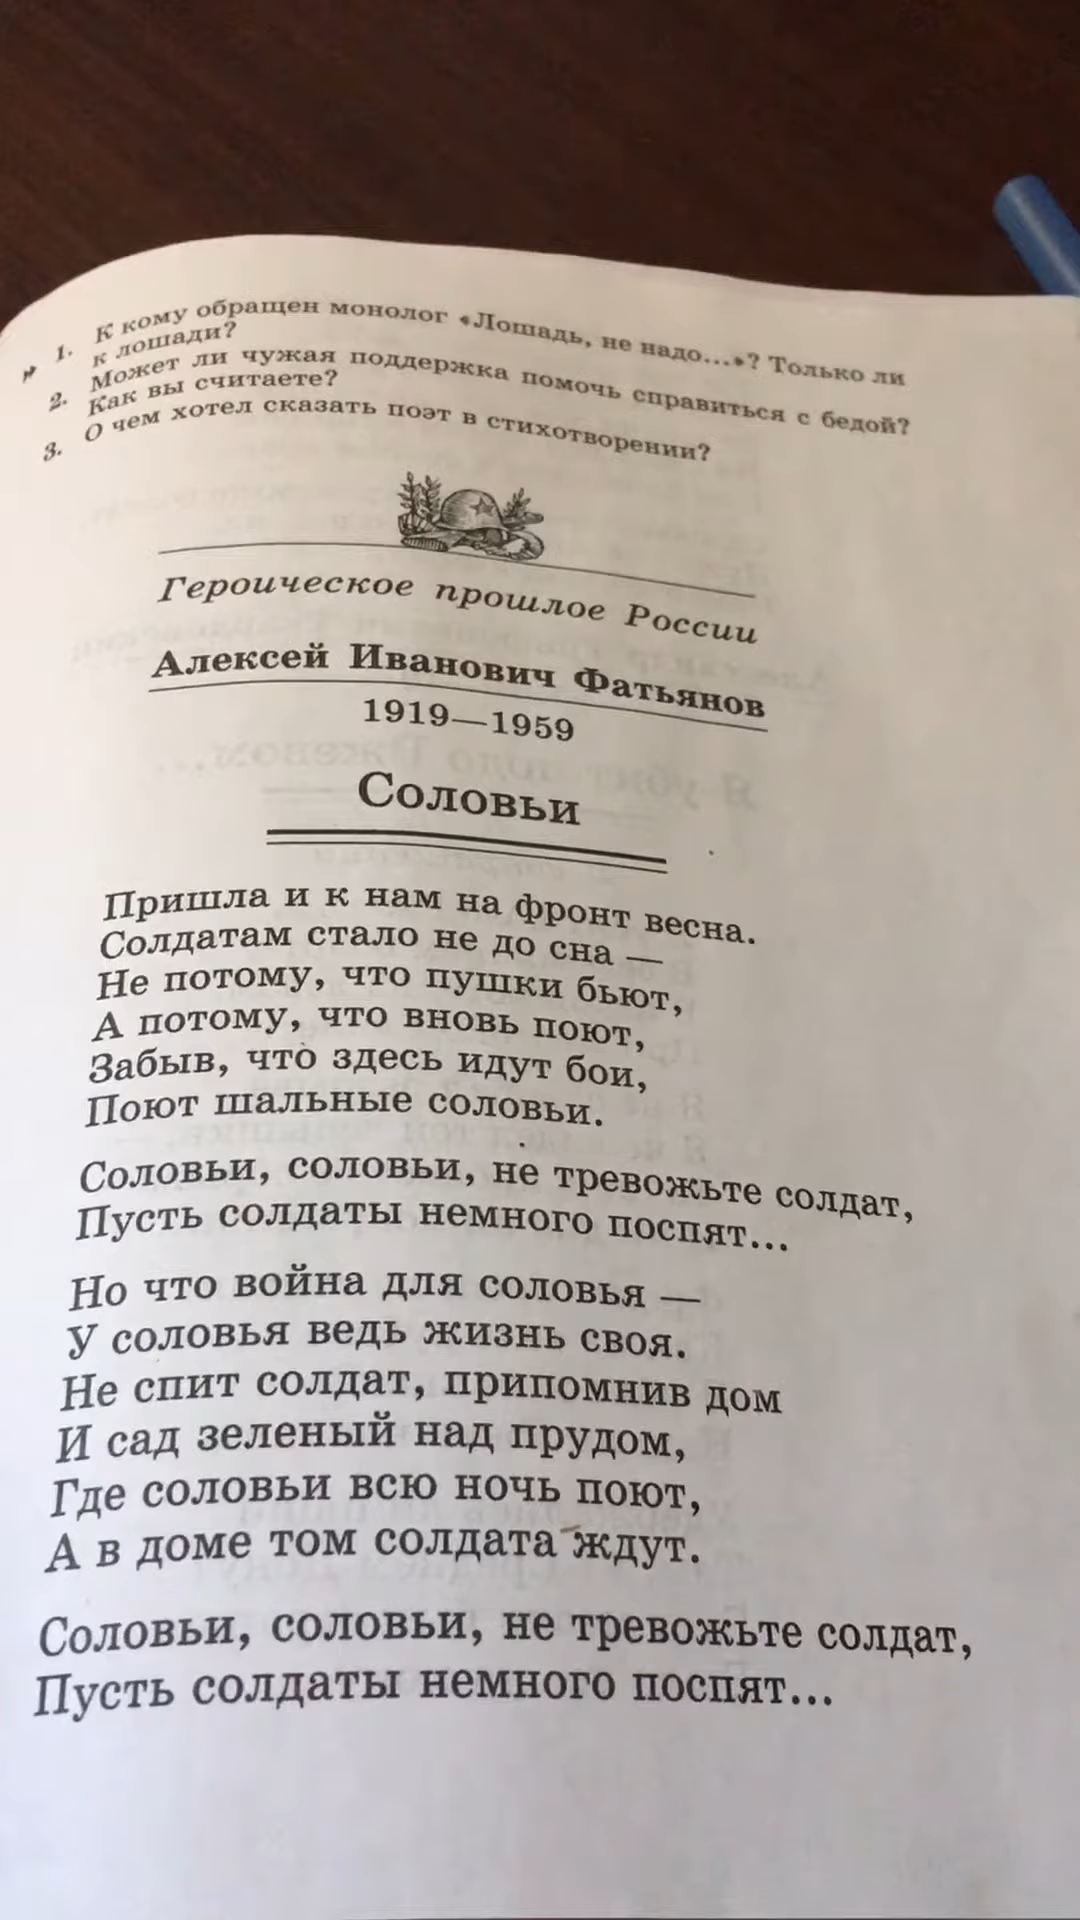 1. К кому обращен монолог «Лошадь, не надо...»? Только ли
к лошади?
2. Может ли чужая поддержка помочь справиться с бедой?
Как вы считаете?
3. О чем хотел сказать поэт в стихотворении?
Героическое прошлое России
Алексей Иванович Фатьянов
1919—1959
Соловьи
Пришла и к нам на фронт весна.
Солдатам стало не до сна —
Не потому, что пушки бьют,
А потому, что вновь поют,
Забыв, что здесь идут бои,
Поют шальные соловьи.
Соловьи, соловьи, не тревожьте солдат,
Пусть солдаты немного поспят...
Но что война для соловья —
У соловья ведь жизнь своя.
Не спит солдат, припомнив дом
И сад зеленый над прудом,
Где соловьи всю ночь поют,
А в доме том солдата ждут.
Соловьи, соловьи, не тревожьте солдат,
Пусть солдаты немного поспят...